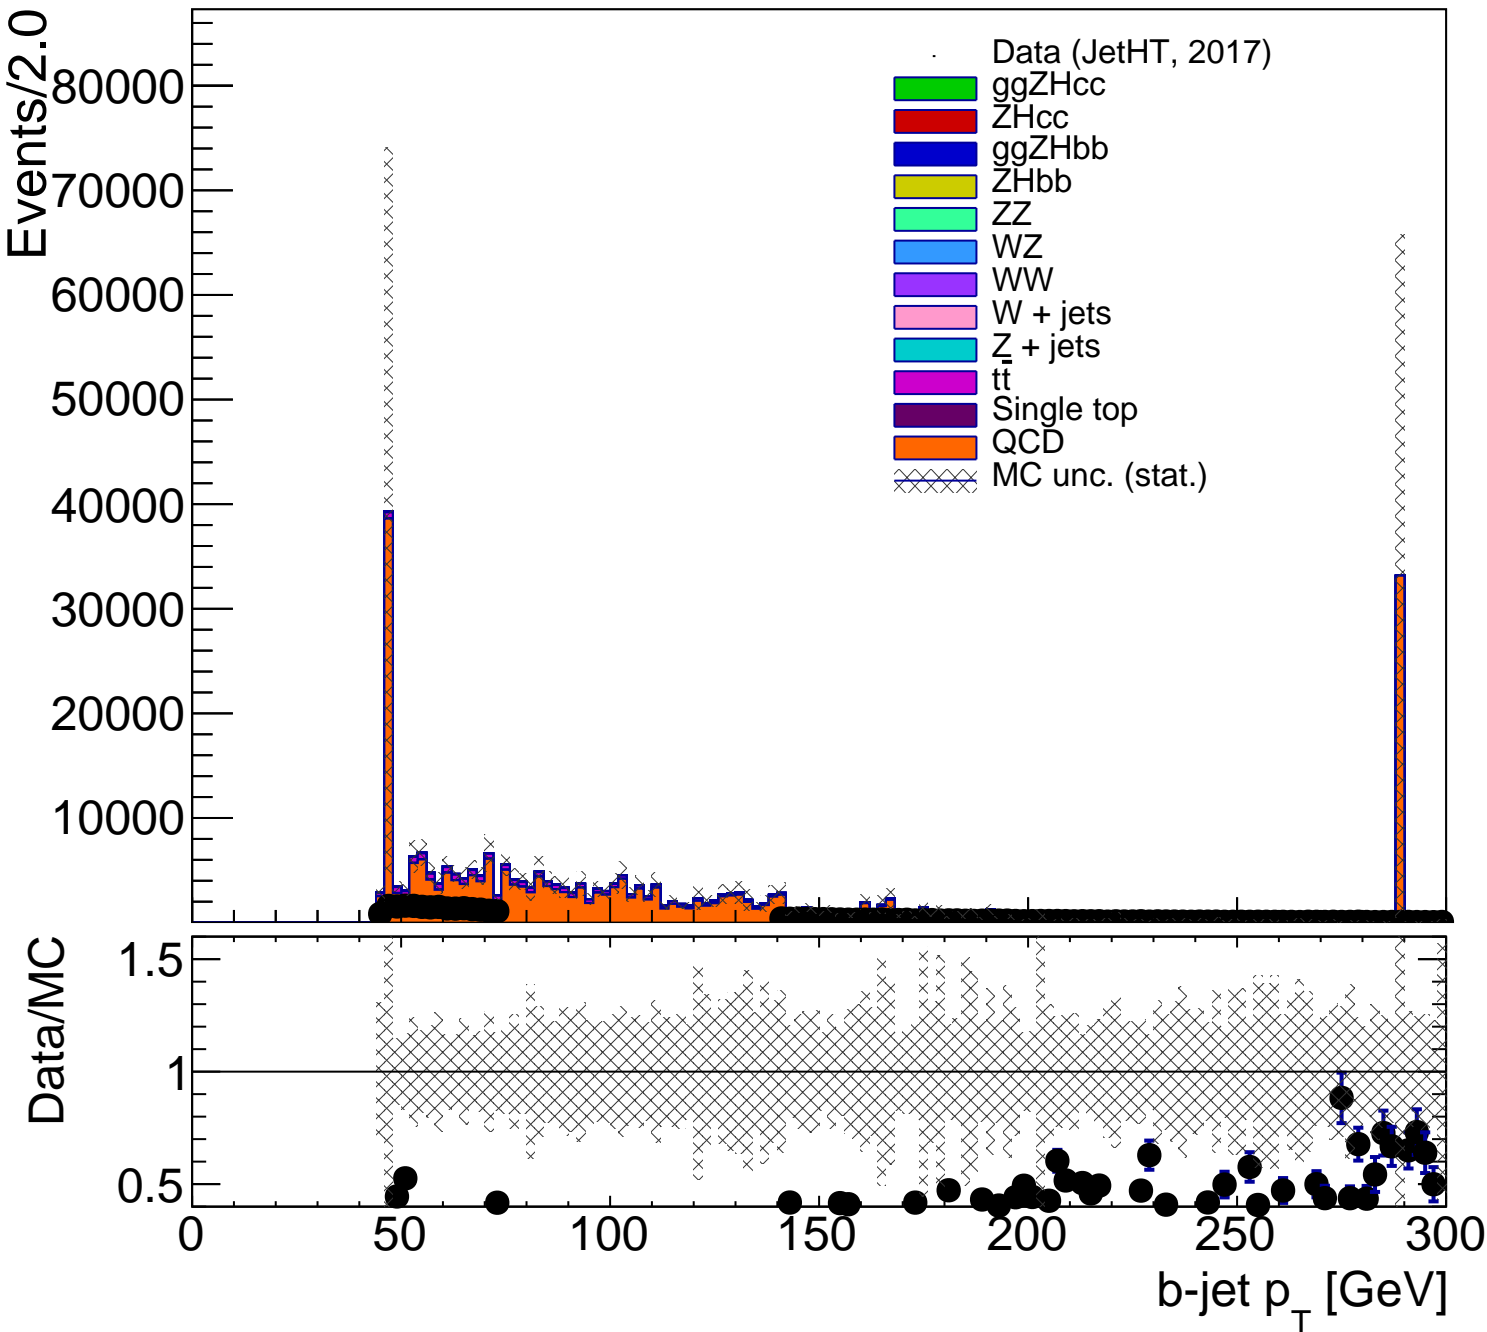 Events/2.0
80000
70000
60000
50000
40000
30000
20000
10000
Data (JetHT, 2017)
ggZHcc
ZHcc
ggZHbb
ZHbb
ZZ
WZ
WW
W + jets
Z + jets
tt̄
Single top
QCD
MC unc. (stat.)
Data/MC
1.5
1
0.5
0 50 100 150 200 250 300
b-jet p_T [GeV]